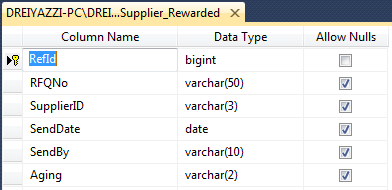 DREIYAZZI-PC\DREI...Supplier_Rewarded
Column Name Data Type Allow Nulls
RefId bigint
RFQNo varchar(50)
SupplierID varchar(3)
SendDate date
SendBy varchar(10)
Aging varchar(2)